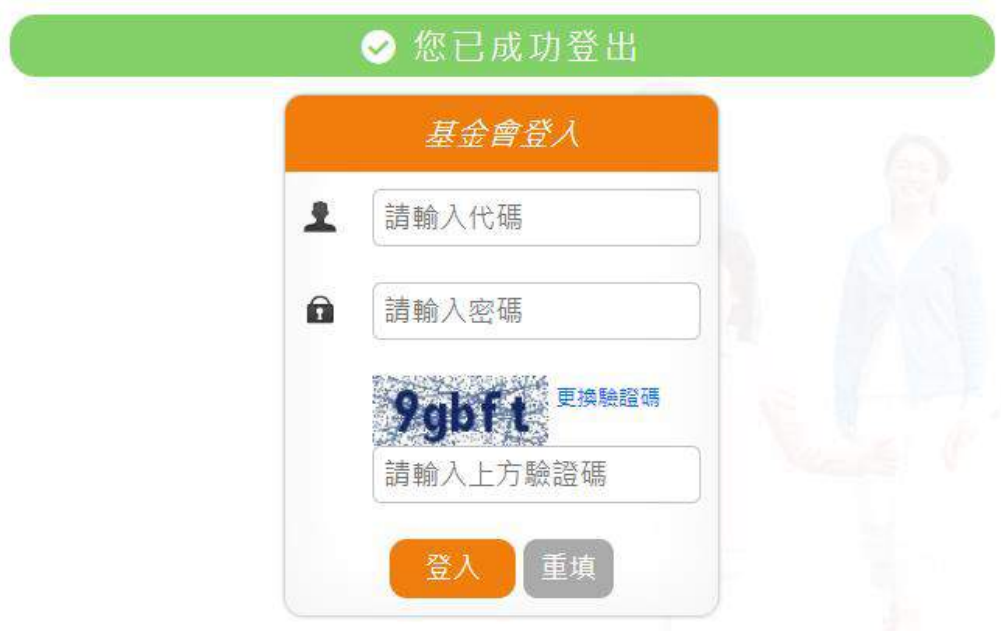 您已成功登出
基金會登入
請輸入代碼
請輸入密碼
9gbft
更換驗證碼
請輸入上方驗證碼
登入
重填